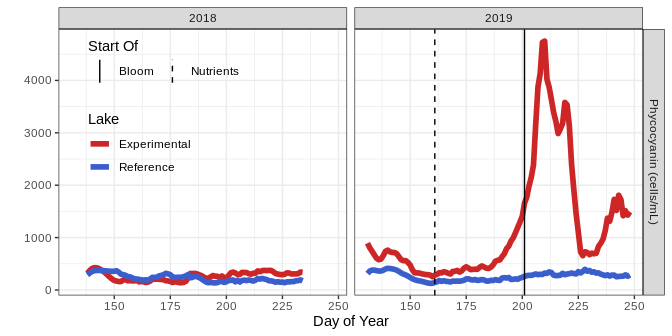 2018
2019
Start Of
Bloom
Nutrients
Lake
Experimental
Reference
4000
3000
2000
1000
0
150
175
200
225
250
150
175
200
225
250
Day of Year
Phycocyanin (cells/mL)